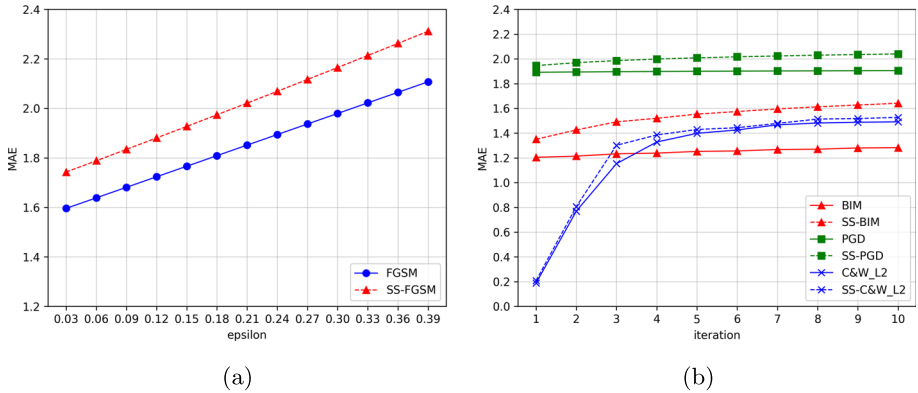 2.4
2.2
2.0
1.8
1.6
1.4
1.2
MAE
0.03 0.06 0.09 0.12 0.15 0.18 0.21 0.24 0.27 0.30 0.33 0.36 0.39
epsilon
FGSM
SS-FGSM
(a)
2.4
2.2
2.0
1.8
1.6
1.4
1.2
1.0
0.8
0.6
0.4
0.2
0.0
MAE
1 2 3 4 5 6 7 8 9 10
iteration
BIM
SS-BIM
PGD
SS-PGD
C&W_L2
SS-C&W_L2
(b)